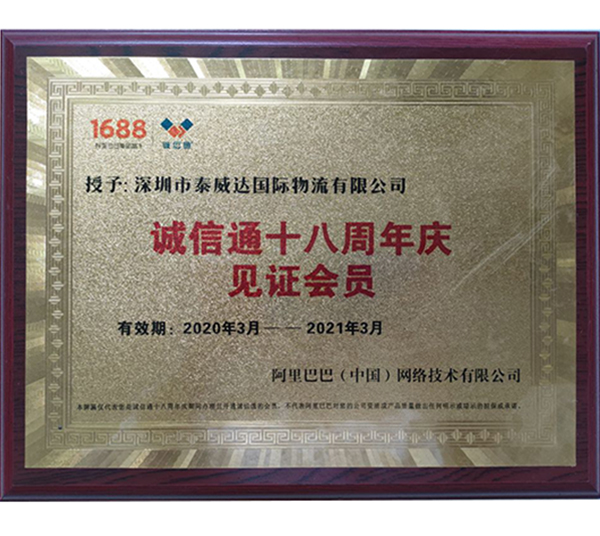 1688
诚信通
授予: 深圳市泰威达国际物流有限公司
诚信通十八周年庆
见证会员
有效期: 2020年3月——2021年3月
阿里巴巴(中国)网络技术有限公司